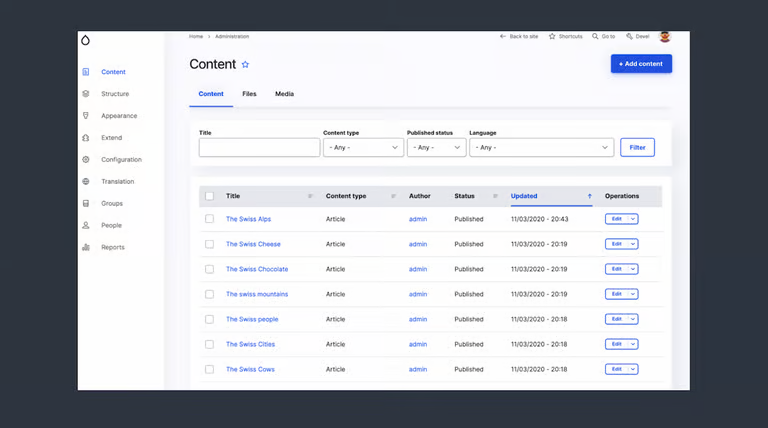 Home > Administration
Back to site Shortcuts Go to Devel
Content
+ Add content
Content
Structure
Appearance
Extend
Configuration
Translation
Groups
People
Reports
Content Files Media
Title Content type Published status Language
- Any - - Any - - Any - Filter
Title Content type Author Status Updated Operations
The Swiss Alps Article admin Published 11/03/2020 - 20:43 Edit
The Swiss Cheese Article admin Published 11/03/2020 - 20:19 Edit
The Swiss Chocolate Article admin Published 11/03/2020 - 20:19 Edit
The swiss mountains Article admin Published 11/03/2020 - 20:19 Edit
The Swiss people Article admin Published 11/03/2020 - 20:18 Edit
The Swiss Cities Article admin Published 11/03/2020 - 20:18 Edit
The Swiss Cows Article admin Published 11/03/2020 - 20:18 Edit